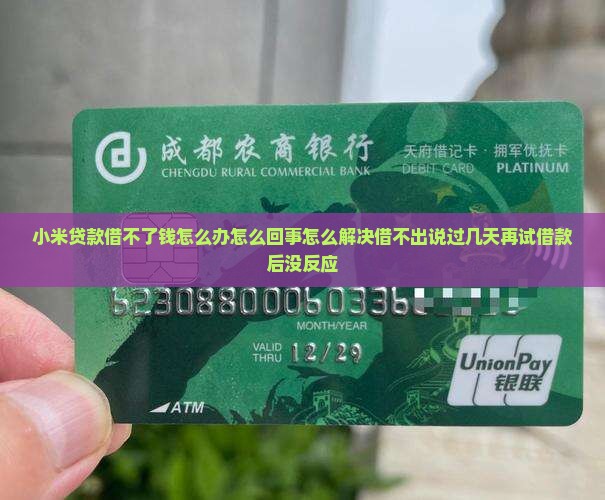 成都农商银行
CHENGDU RURAL COMMERCIAL BANK
天府借记卡·拥军优抚卡
DEBIT CARD PLATINUM
小米贷款借不了钱怎么办怎么回事怎么解决借不出说过几天再试借款
后没反应
MONTH/YEAR
VALID
THRU 12/29
UnionPay
银联
ATM